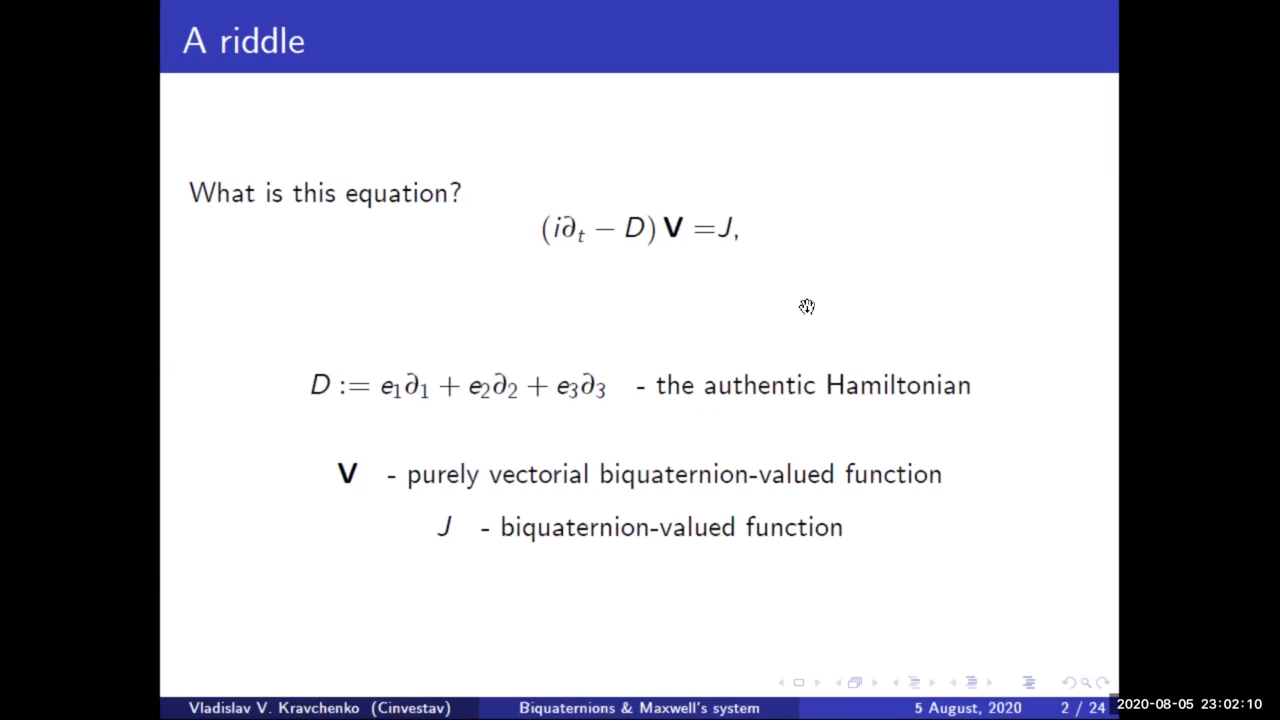 A riddle
What is this equation?
(i∂ₜ − D) V = J,
D := e₁∂₁ + e₂∂₂ + e₃∂₃ - the authentic Hamiltonian
V - purely vectorial biquaternion-valued function
J - biquaternion-valued function
Vladislav V. Kravchenko (Cinvestav) Biquaternions & Maxwell's system 5 August, 2020 2 / 24
2020-08-05 23:02:10